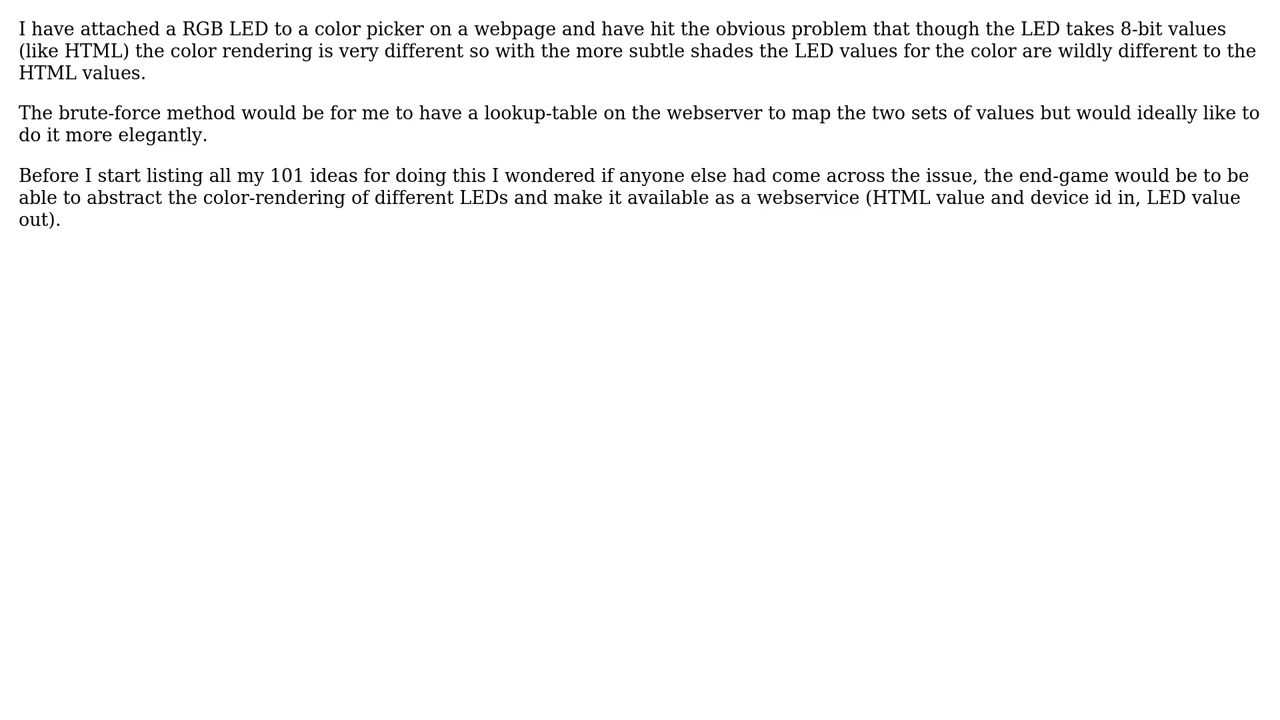 I have attached a RGB LED to a color picker on a webpage and have hit the obvious problem that though the LED takes 8-bit values
(like HTML) the color rendering is very different so with the more subtle shades the LED values for the color are wildly different to the
HTML values.
The brute-force method would be for me to have a lookup-table on the webserver to map the two sets of values but would ideally like to
do it more elegantly.
Before I start listing all my 101 ideas for doing this I wondered if anyone else had come across the issue, the end-game would be to be
able to abstract the color-rendering of different LEDs and make it available as a webservice (HTML value and device id in, LED value
out).